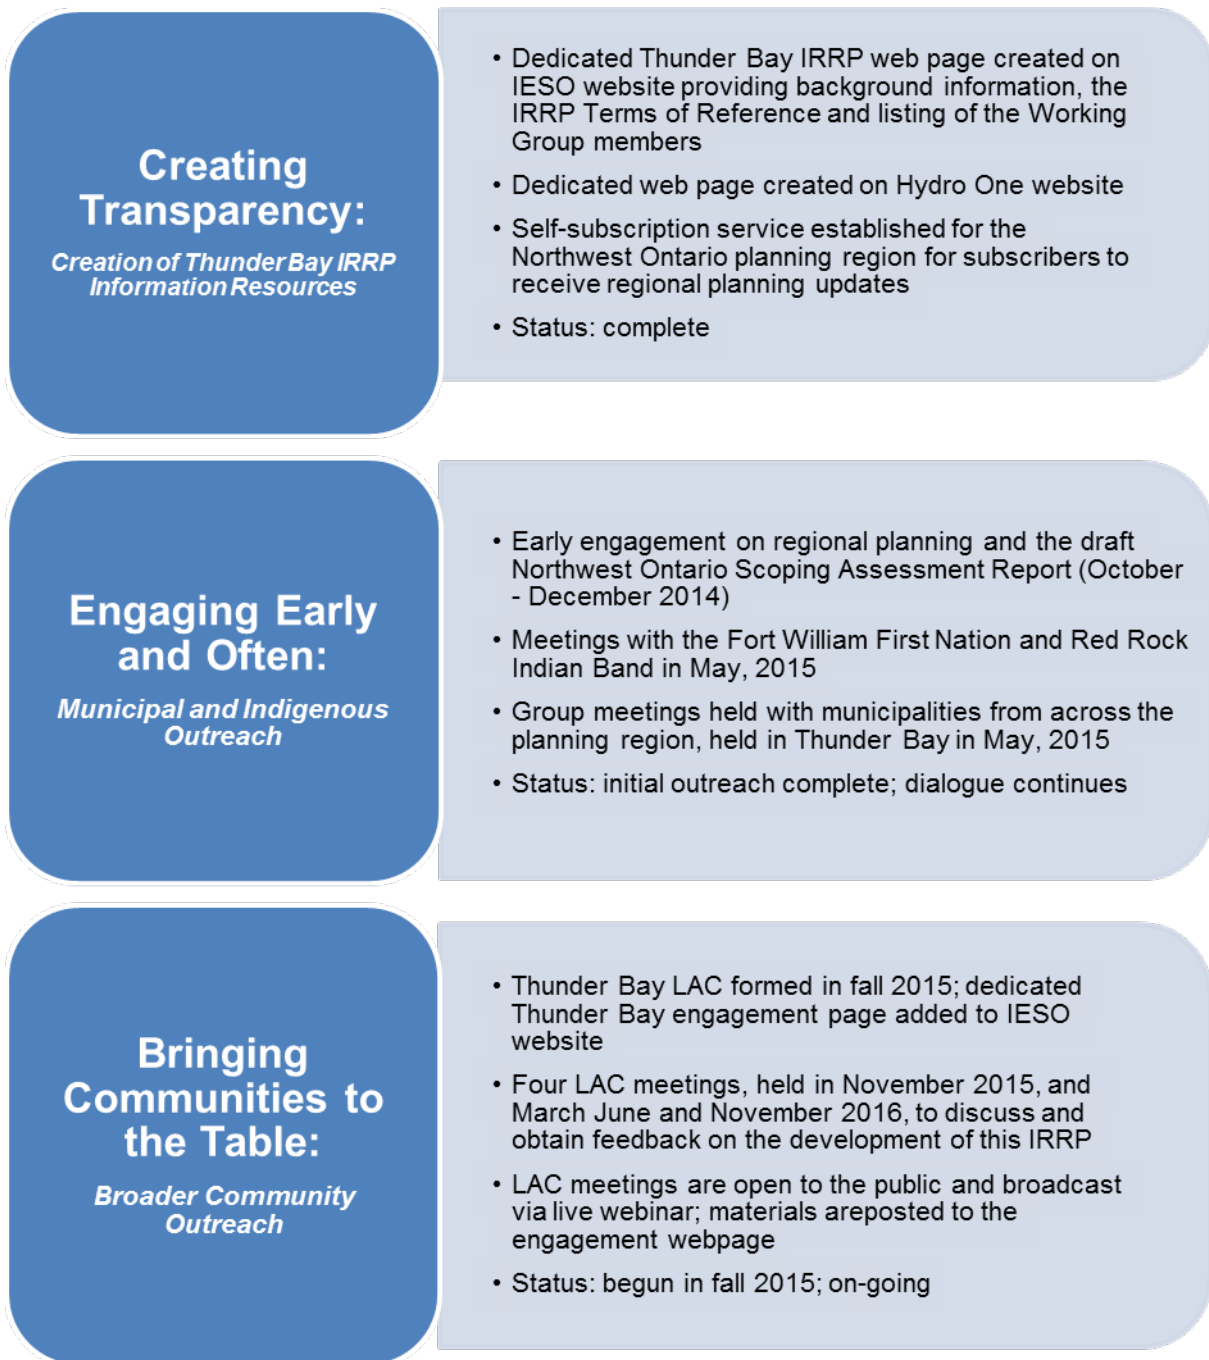 Creating
Transparency:
Creation of Thunder Bay IRRP
Information Resources
• Dedicated Thunder Bay IRRP web page created on
IESO website providing background information, the
IRRP Terms of Reference and listing of the Working
Group members
• Dedicated web page created on Hydro One website
• Self-subscription service established for the
Northwest Ontario planning region for subscribers to
receive regional planning updates
• Status: complete
Engaging Early
and Often:
Municipal and Indigenous
Outreach
• Early engagement on regional planning and the draft
Northwest Ontario Scoping Assessment Report (October
- December 2014)
• Meetings with the Fort William First Nation and Red Rock
Indian Band in May, 2015
• Group meetings held with municipalities from across the
planning region, held in Thunder Bay in May, 2015
• Status: initial outreach complete; dialogue continues
Bringing
Communities to
the Table:
Broader Community
Outreach
• Thunder Bay LAC formed in fall 2015; dedicated
Thunder Bay engagement page added to IESO
website
• Four LAC meetings, held in November 2015, and
March June and November 2016, to discuss and
obtain feedback on the development of this IRRP
• LAC meetings are open to the public and broadcast
via live webinar; materials areposted to the
engagement webpage
• Status: begun in fall 2015; on-going